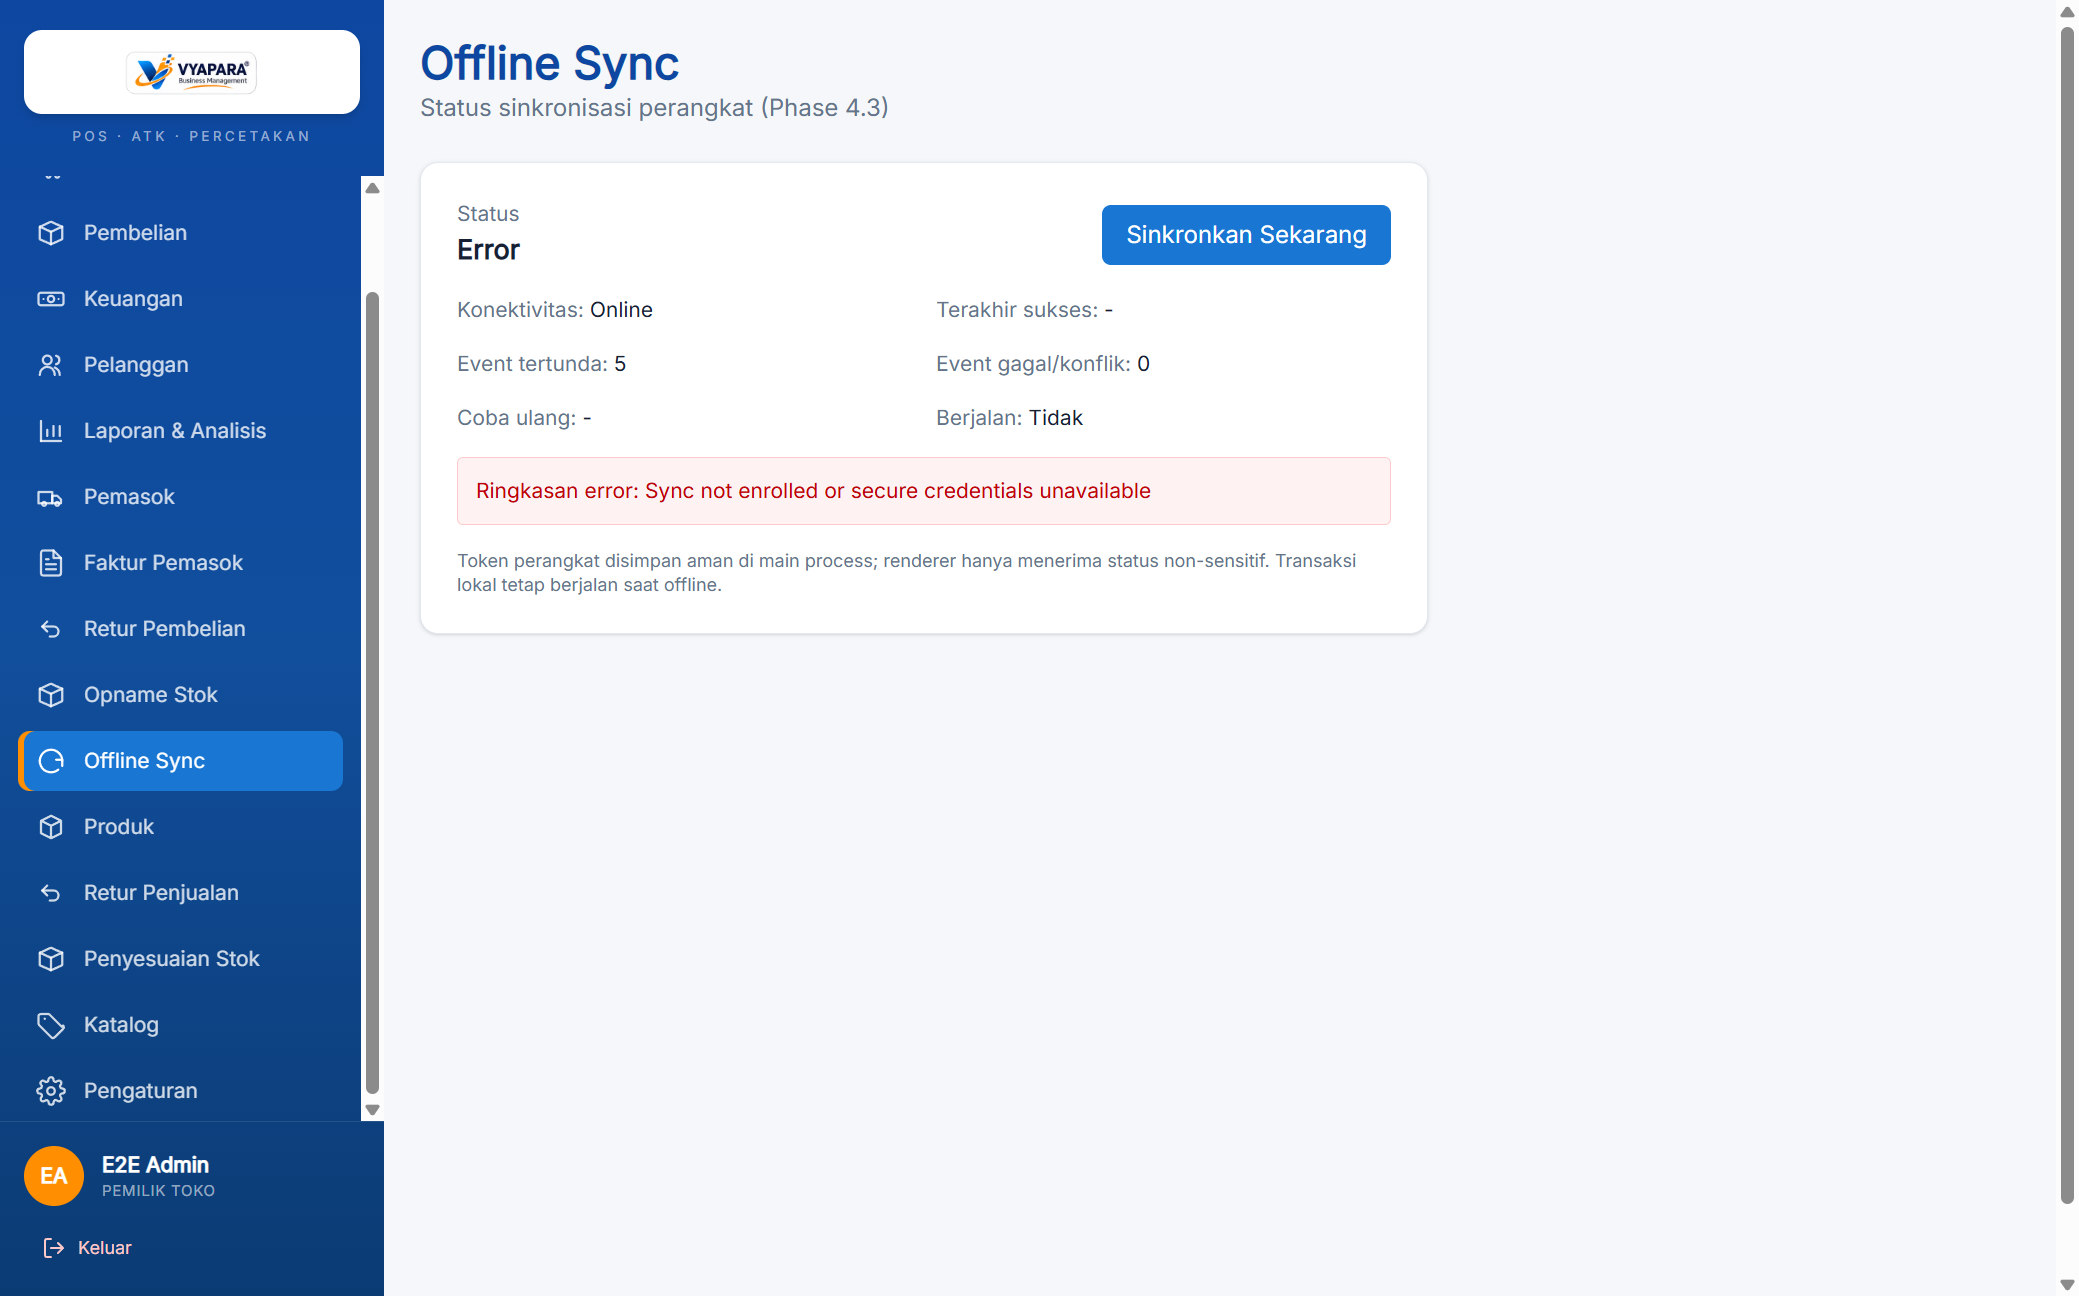 VYAPARA®
Business Management
POS · ATK · PERCETAKAN
Pembelian
Keuangan
Pelanggan
Laporan & Analisis
Pemasok
Faktur Pemasok
Retur Pembelian
Opname Stok
Offline Sync
Produk
Retur Penjualan
Penyesuaian Stok
Katalog
Pengaturan
EA
E2E Admin
PEMILIK TOKO
Keluar
Offline Sync
Status sinkronisasi perangkat (Phase 4.3)
Status
Error
Sinkronkan Sekarang
Konektivitas: Online
Terakhir sukses: -
Event tertunda: 5
Event gagal/konflik: 0
Coba ulang: -
Berjalan: Tidak
Ringkasan error: Sync not enrolled or secure credentials unavailable
Token perangkat disimpan aman di main process; renderer hanya menerima status non-sensitif. Transaksi
lokal tetap berjalan saat offline.